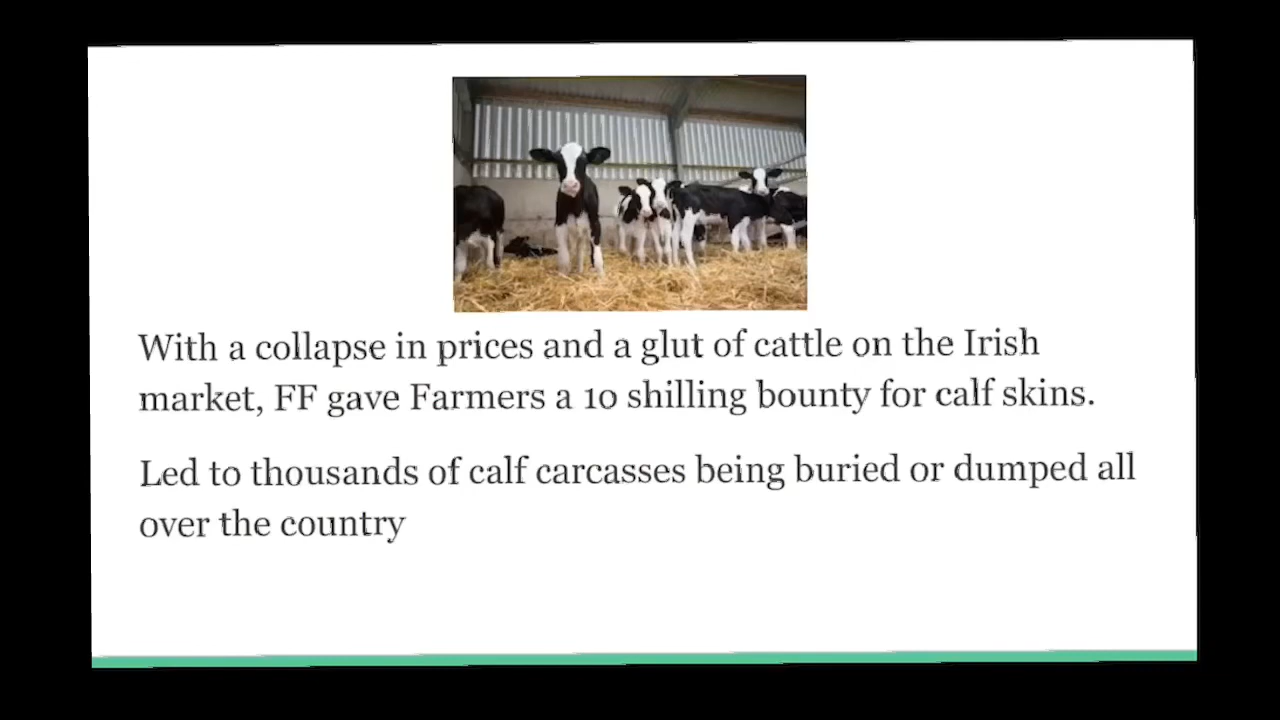 With a collapse in prices and a glut of cattle on the Irish
market, FF gave Farmers a 10 shilling bounty for calf skins.
Led to thousands of calf carcasses being buried or dumped all
over the country